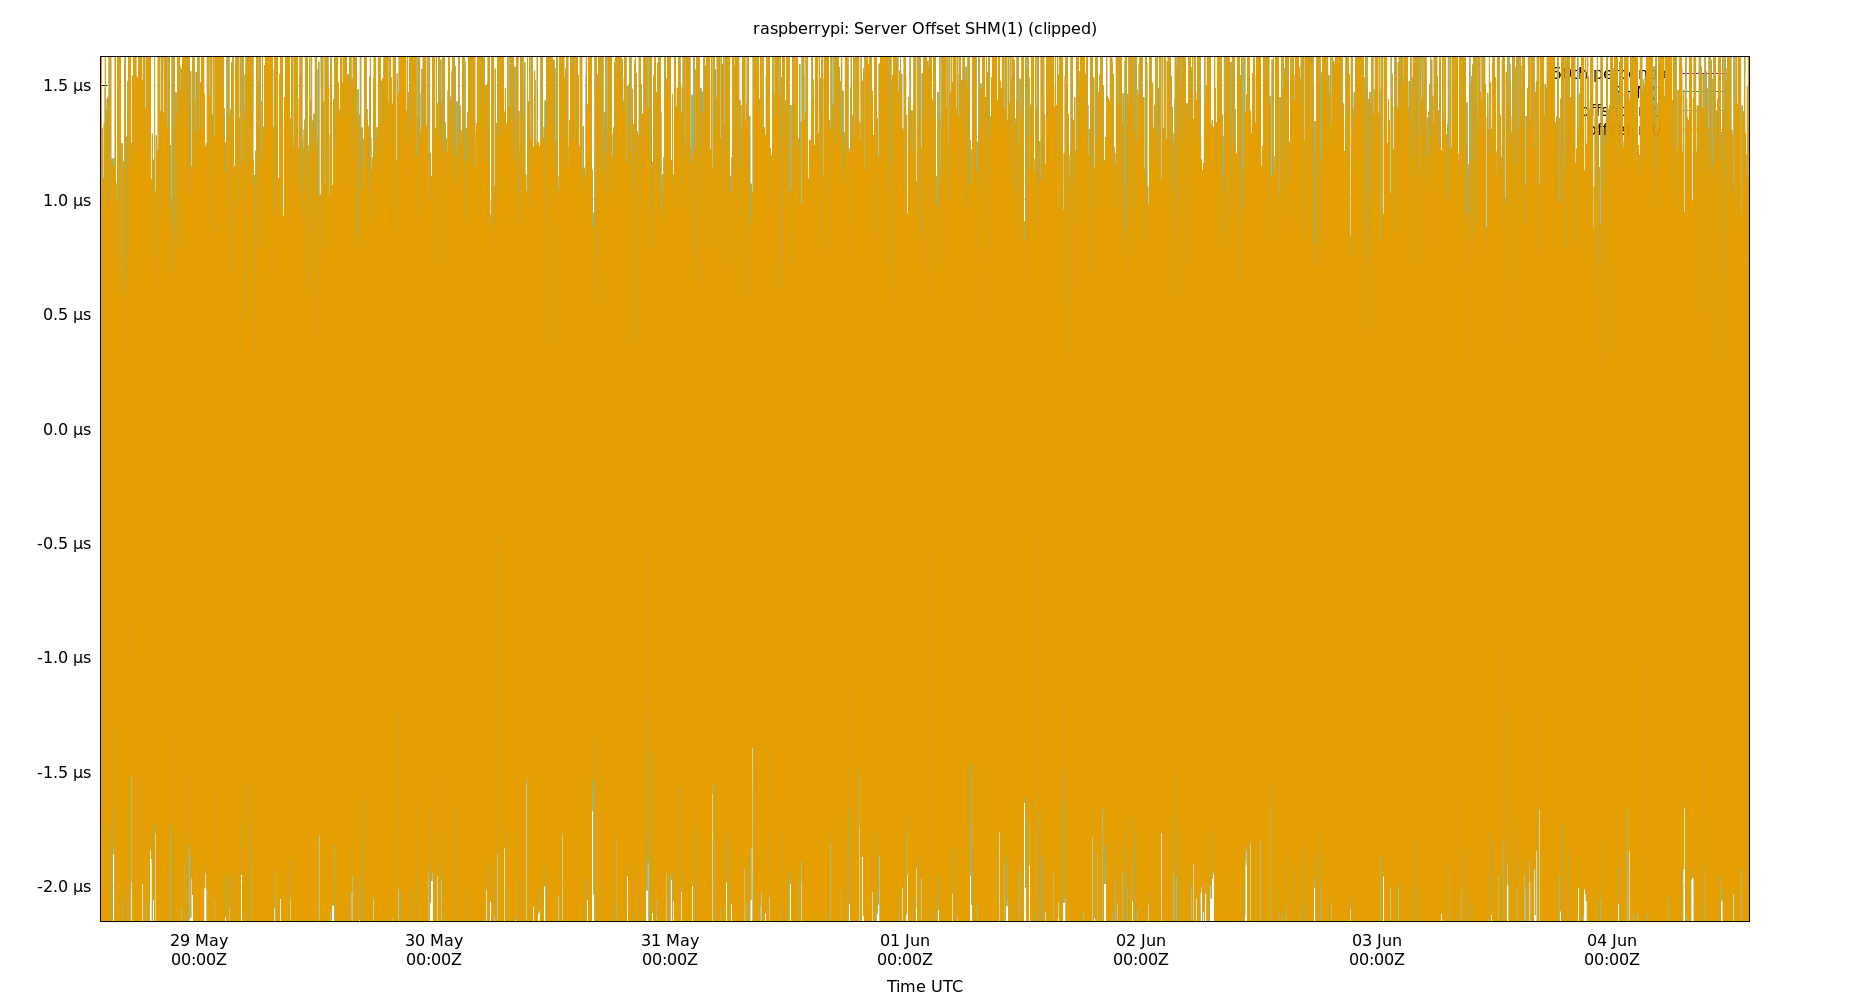 raspberrypi: Server Offset SHM(1) (clipped)
1.5 µs
1.0 µs
0.5 µs
0.0 µs
-0.5 µs
-1.0 µs
-1.5 µs
-2.0 µs
29 May 30 May 31 May 01 Jun 02 Jun 03 Jun 04 Jun
00:00Z 00:00Z 00:00Z 00:00Z 00:00Z 00:00Z 00:00Z
Time UTC